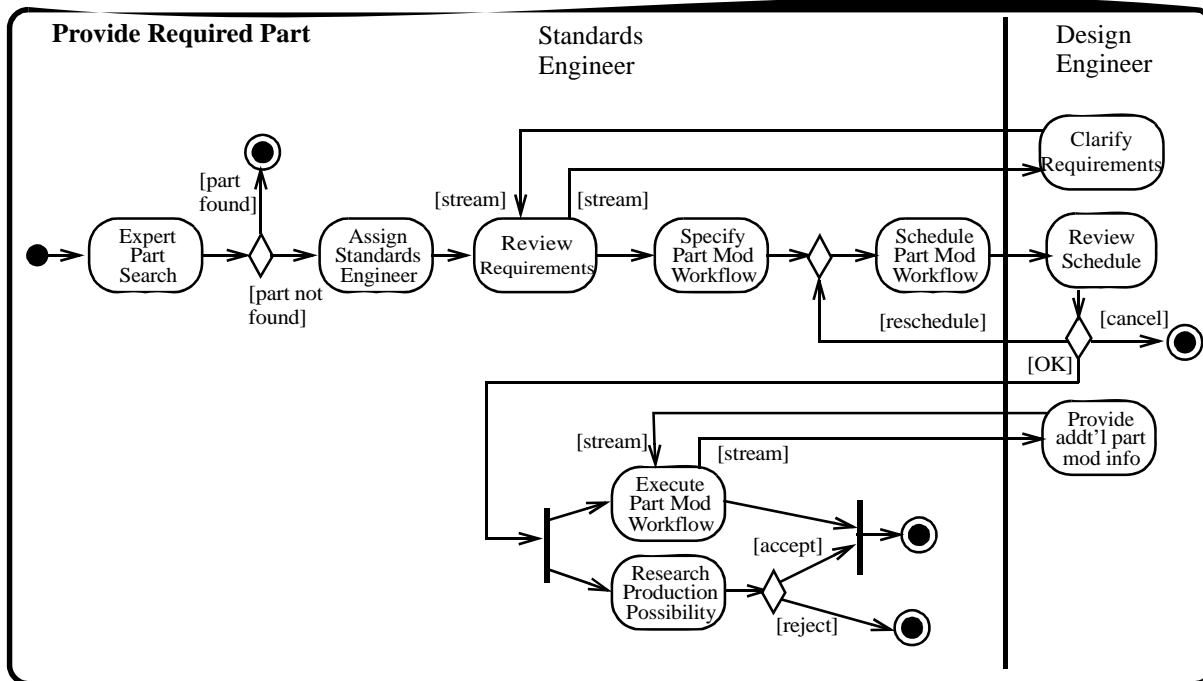 Provide Required Part
Standards
Engineer
Design
Engineer
Clarify
Requirements
[part
found]
[stream]
[stream]
Expert
Part
Search
Assign
Standards
Engineer
Review
Requirements
Specify
Part Mod
Workflow
Schedule
Part Mod
Workflow
Review
Schedule
[part not
found]
[reschedule]
[cancel]
[OK]
Provide
addt'l part
mod info
[stream]
[stream]
Execute
Part Mod
Workflow
[accept]
Research
Production
Possibility
[reject]